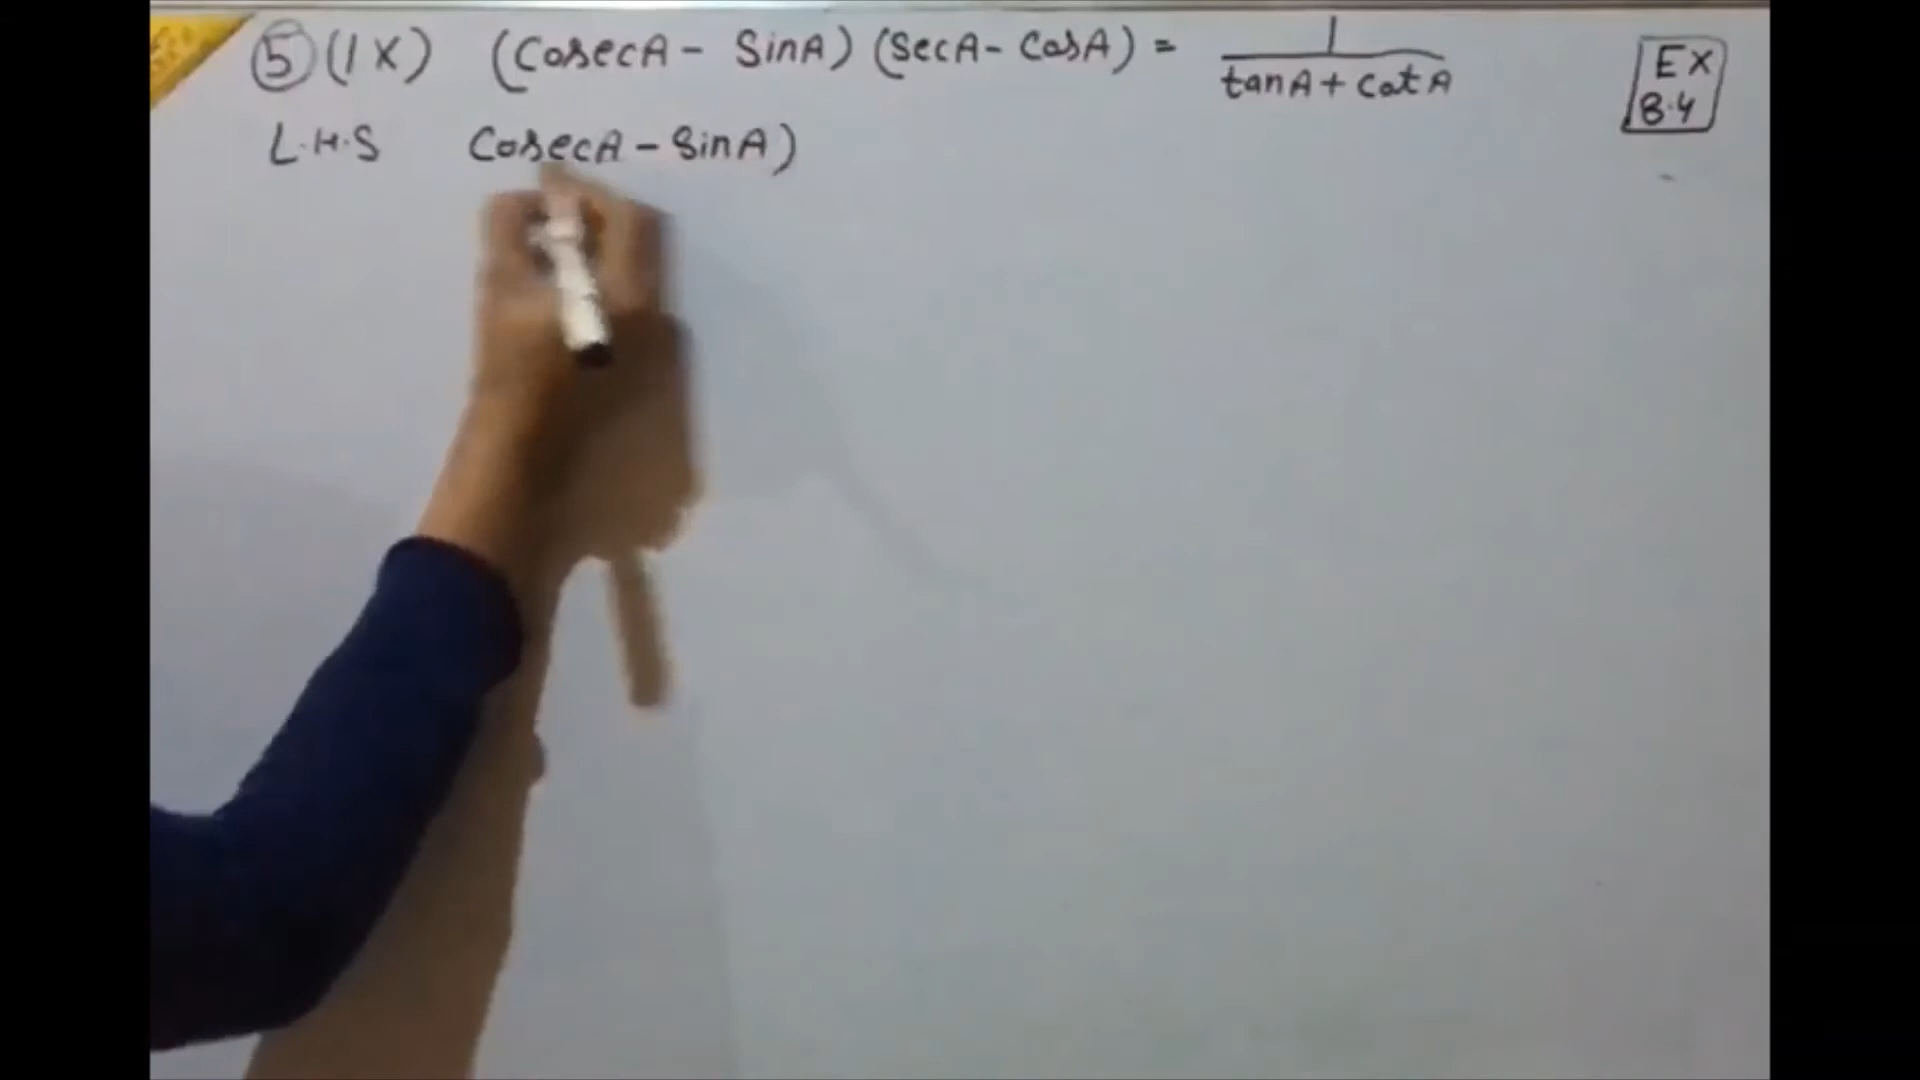 5 (IX) (CosecA - SinA) (SecA - CosA) = 1/(tanA + CotA)
Ex 8.4
L.H.S CosecA - SinA)